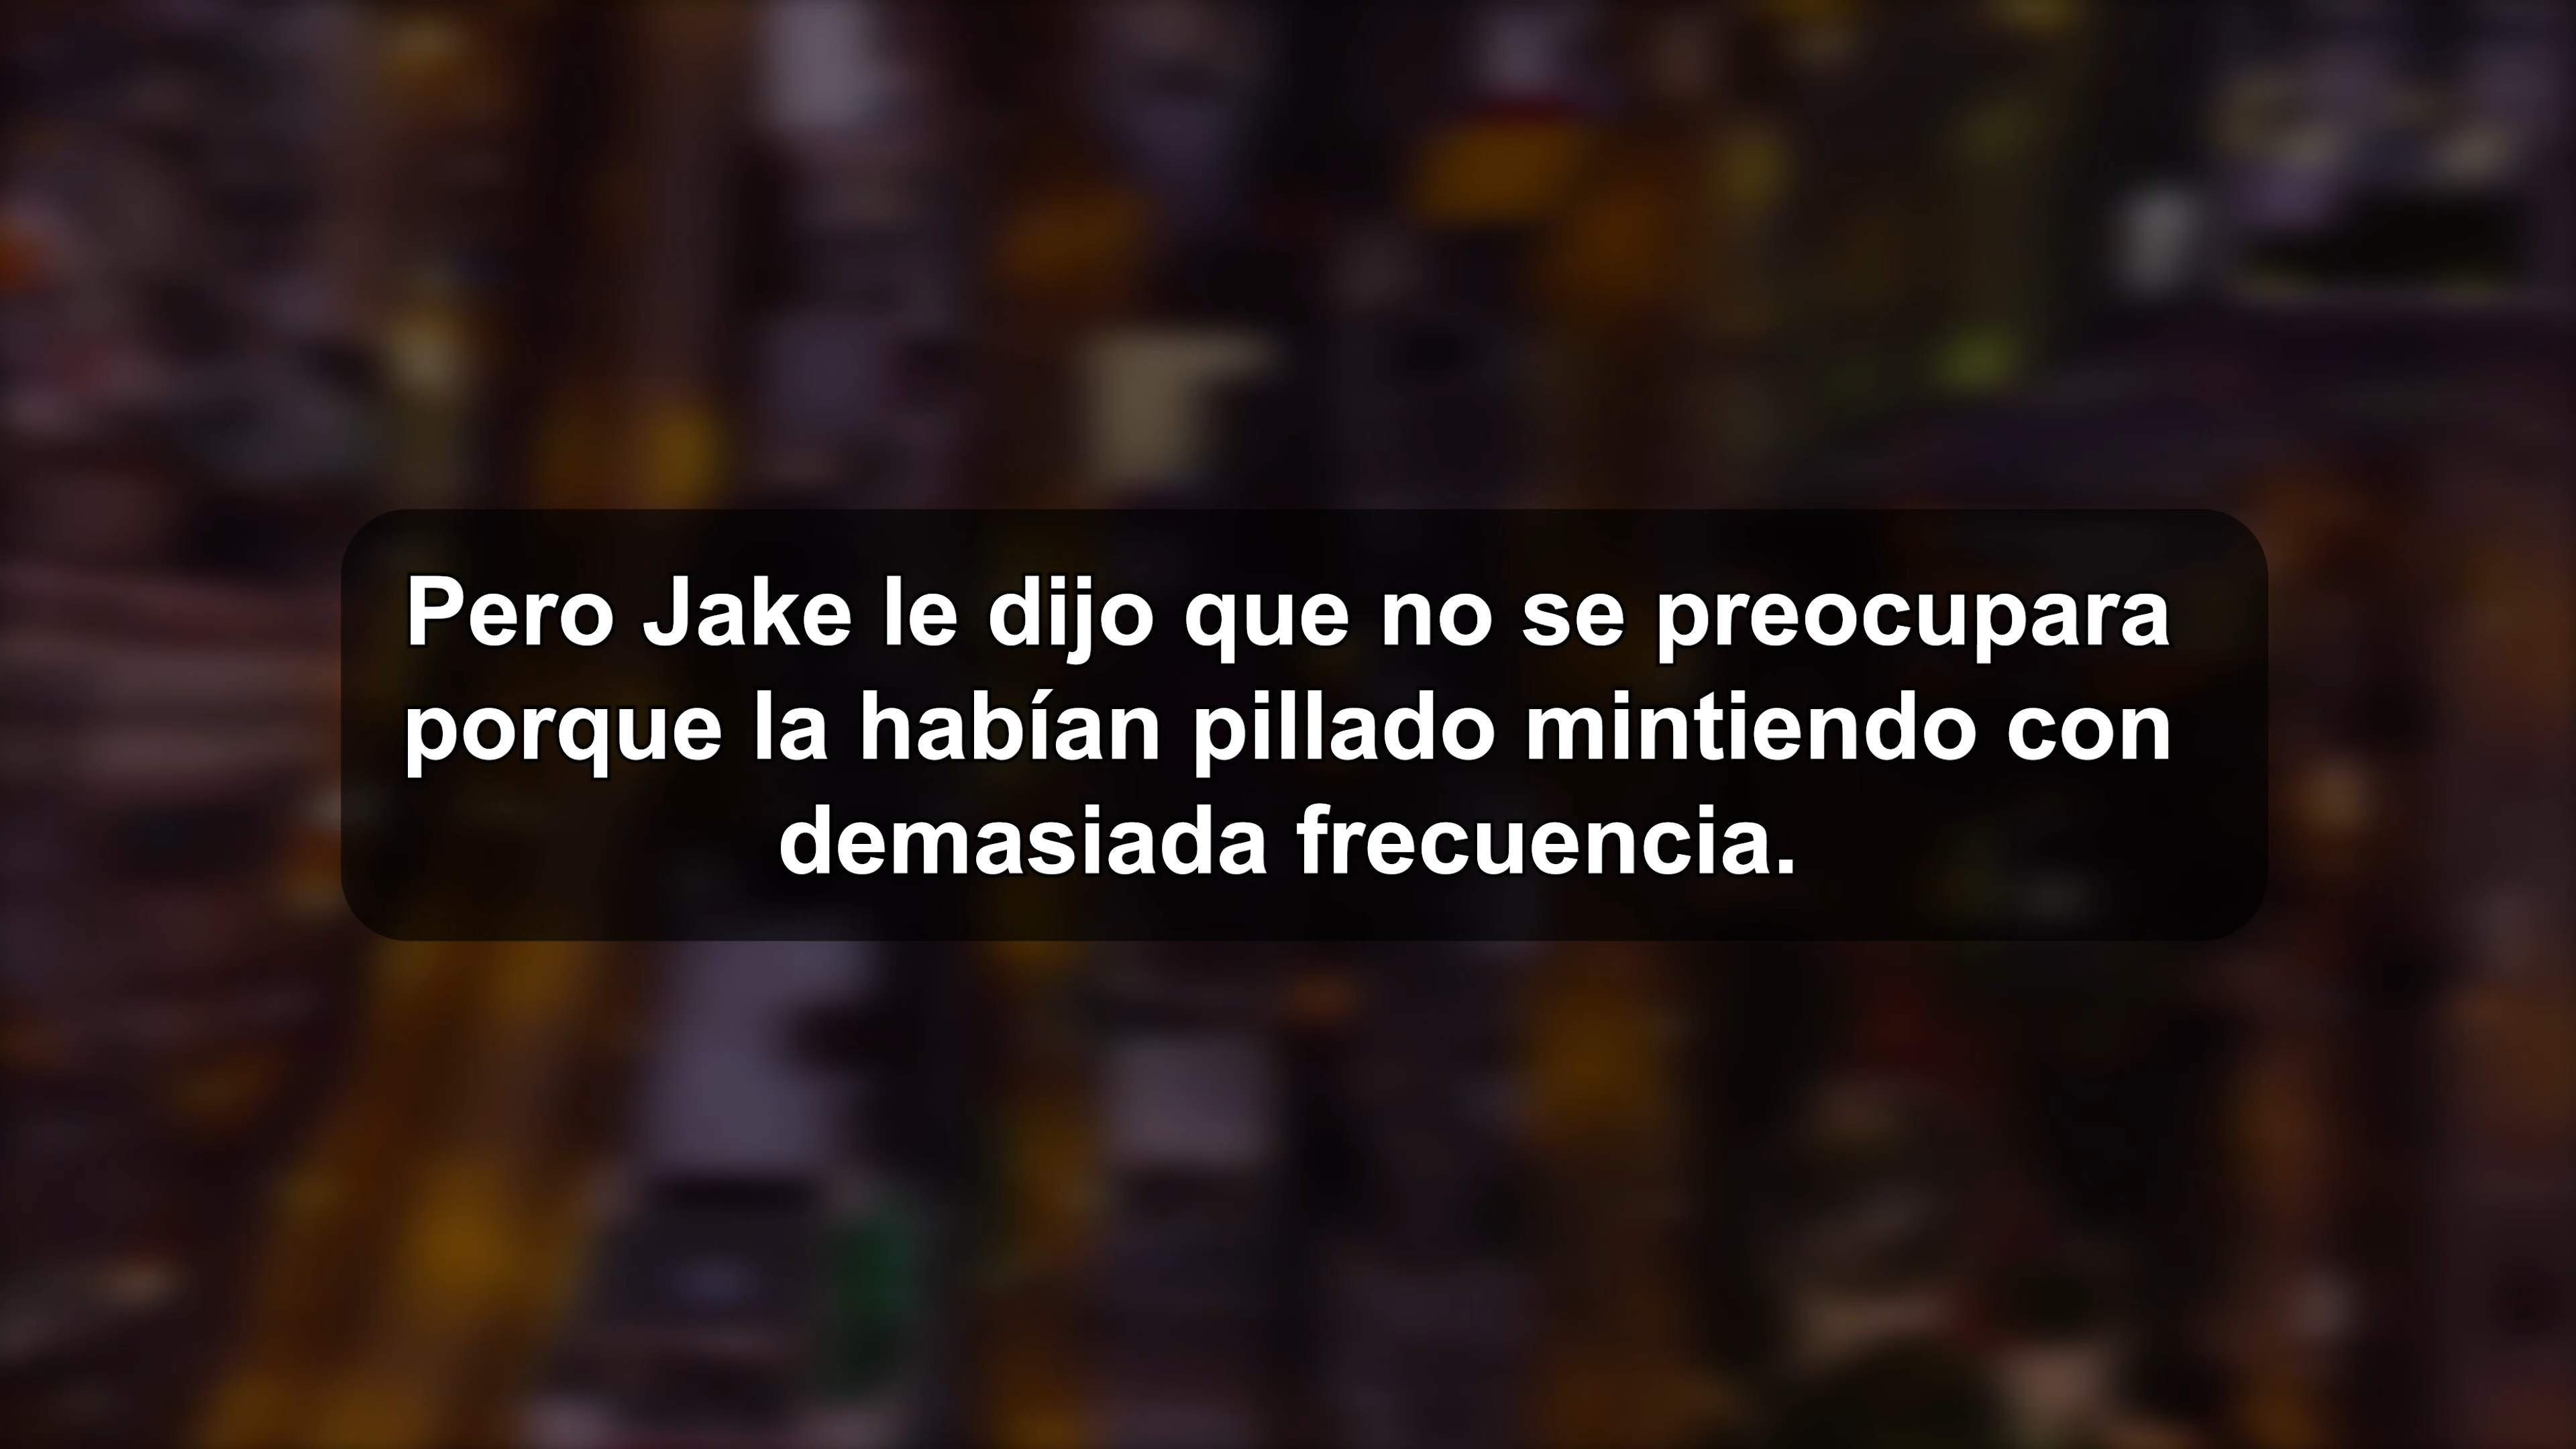 Pero Jake le dijo que no se preocupara
porque la habían pillado mintiendo con
demasiada frecuencia.